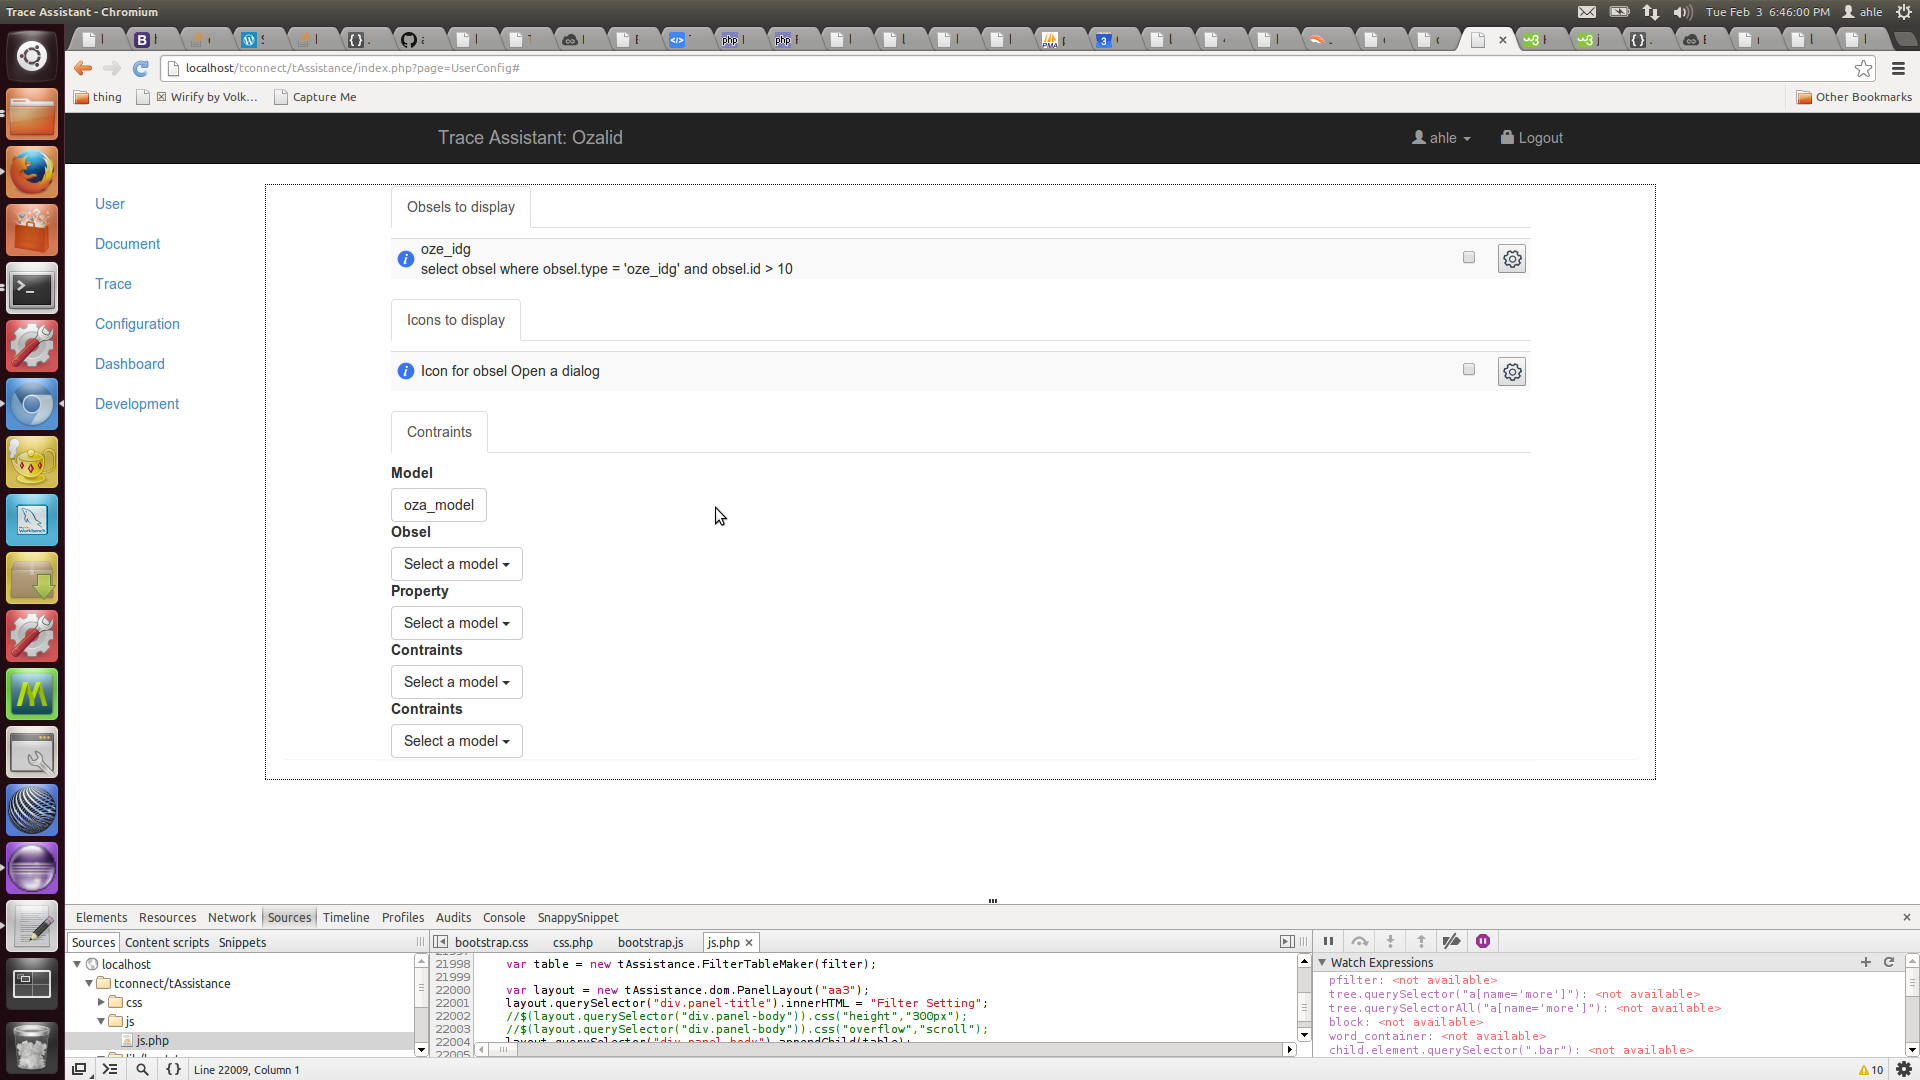 Trace Assistant - Chromium
Tue Feb 3 6:46:00 PM ahle
localhost/tconnect/tAssistance/index.php?page=UserConfig#
thing
Wirify by Volk...
Capture Me
Other Bookmarks
Trace Assistant: Ozalid
ahle
Logout
User
Document
Trace
Configuration
Dashboard
Development
Obsels to display
oze_idg
select obsel where obsel.type = 'oze_idg' and obsel.id > 10
Icons to display
Icon for obsel Open a dialog
Contraints
Model
oza_model
Obsel
Select a model
Property
Select a model
Contraints
Select a model
Contraints
Select a model
Elements Resources Network Sources Timeline Profiles Audits Console SnappySnippet
Sources Content scripts Snippets
bootstrap.css css.php bootstrap.js js.php
localhost
tconnect/tAssistance
css
js
js.php
21998 var table = new tAssistance.FilterTableMaker(filter);
21999
22000 var layout = new tAssistance.dom.PanelLayout("aa3");
22001 layout.querySelector("div.panel-title").innerHTML = "Filter Setting";
22002 //$(layout.querySelector("div.panel-body")).css("height","300px");
22003 //$(layout.querySelector("div.panel-body")).css("overflow","scroll");
22004 layout.querySelector("div.panel-body").appendChild(table);
22005
Watch Expressions
pfilter: <not available>
tree.querySelector("a[name='more']"): <not available>
tree.querySelectorAll("a[name='more']"): <not available>
block: <not available>
word_container: <not available>
child.element.querySelector(".bar"): <not available>
Line 22009, Column 1
10